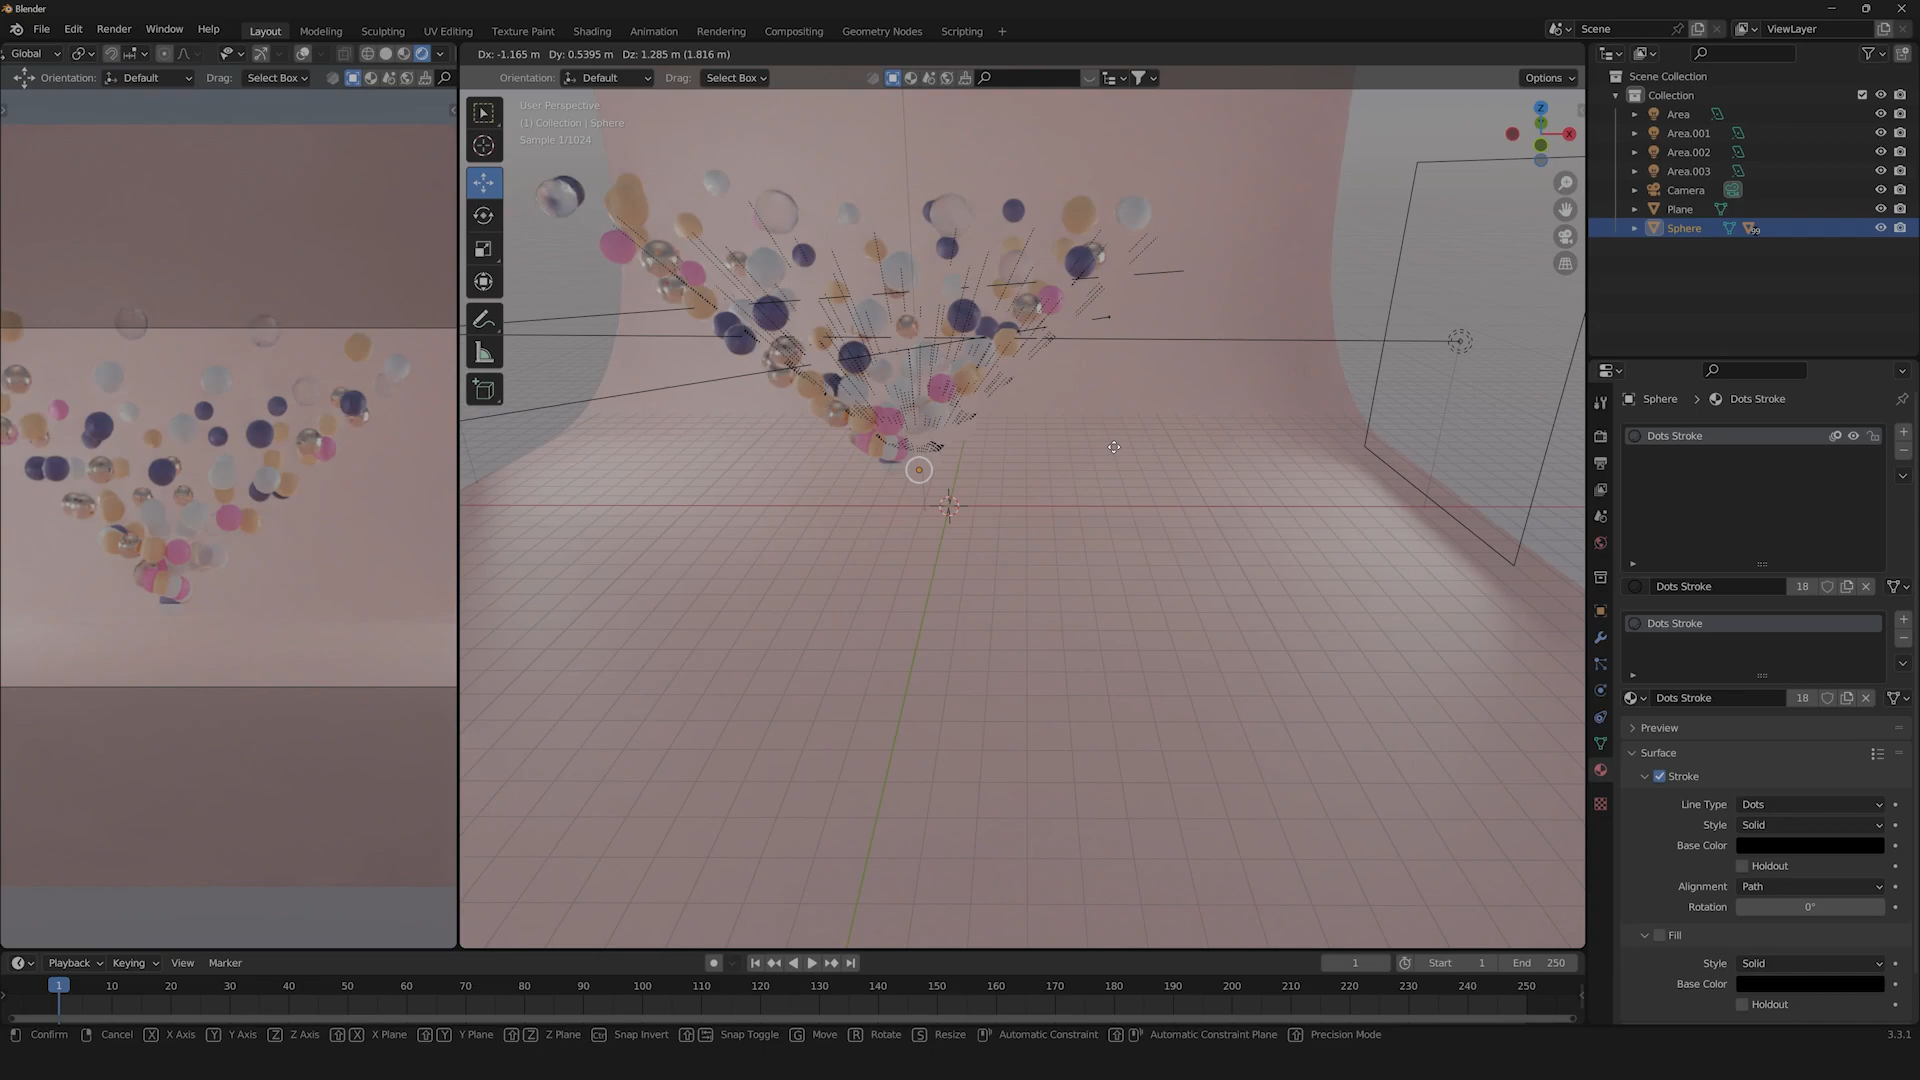 Blender
File Edit Render Window Help Layout Modeling Sculpting UV Editing Texture Paint Shading Animation Rendering Compositing Geometry Nodes Scripting + Scene ViewLayer
Global Dx: -1.165 m Dy: 0.5395 m Dz: 1.285 m (1.816 m)
Orientation: Default Drag: Select Box Orientation: Default Drag: Select Box Options
User Perspective
(1) Collection | Sphere
Sample 1/1024
Z
X
Scene Collection
Collection
Area
Area.001
Area.002
Area.003
Camera
Plane
Sphere 99
Sphere > Dots Stroke
Dots Stroke
Dots Stroke 18
Dots Stroke
Dots Stroke 18
Preview
Surface
Stroke
Line Type Dots
Style Solid
Base Color
Holdout
Alignment Path
Rotation 0°
Fill
Style Solid
Base Color
Holdout
Playback Keying View Marker 1 Start 1 End 250
1 10 20 30 40 50 60 70 80 90 100 110 120 130 140 150 160 170 180 190 200 210 220 230 240 250
Confirm Cancel X X Axis Y Y Axis Z Z Axis X X Plane Y Y Plane Z Z Plane Ctrl Snap Invert Snap Toggle G Move R Rotate S Resize Automatic Constraint Automatic Constraint Plane Precision Mode 3.3.1